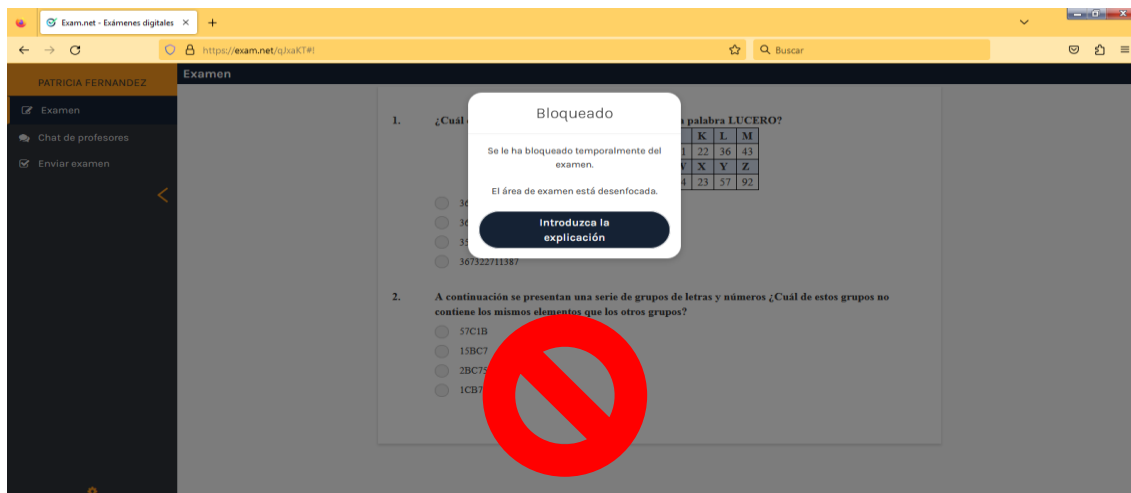 Exam.net - Exámenes digitales
https://exam.net/qJxaKT#!
Buscar
PATRICIA FERNANDEZ
Examen
Chat de profesores
Enviar examen
Examen
Bloqueado
Se le ha bloqueado temporalmente del
examen.
El área de examen está desenfocada.
Introduzca la
explicación
1. ¿Cuál palabra LUCERO?
K L M
22 36 43
X Y Z
23 57 92
367322711387
2. A continuación se presentan una serie de grupos de letras y números ¿Cuál de estos grupos no
contiene los mismos elementos que los otros grupos?
57C1B
15BC7
2BC75
1CB7